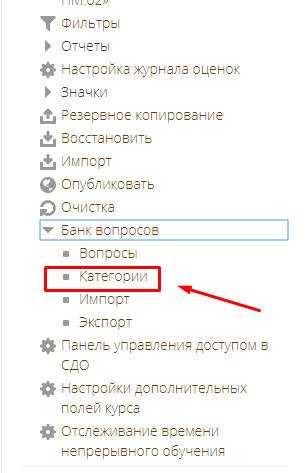 ПМ.02»
Фильтры
Отчеты
Настройка журнала оценок
Значки
Резервное копирование
Восстановить
Импорт
Опубликовать
Очистка
Банк вопросов
Вопросы
Категории
Импорт
Экспорт
Панель управления доступом в
СДО
Настройки дополнительных
полей курса
Отслеживание времени
непрерывного обучения